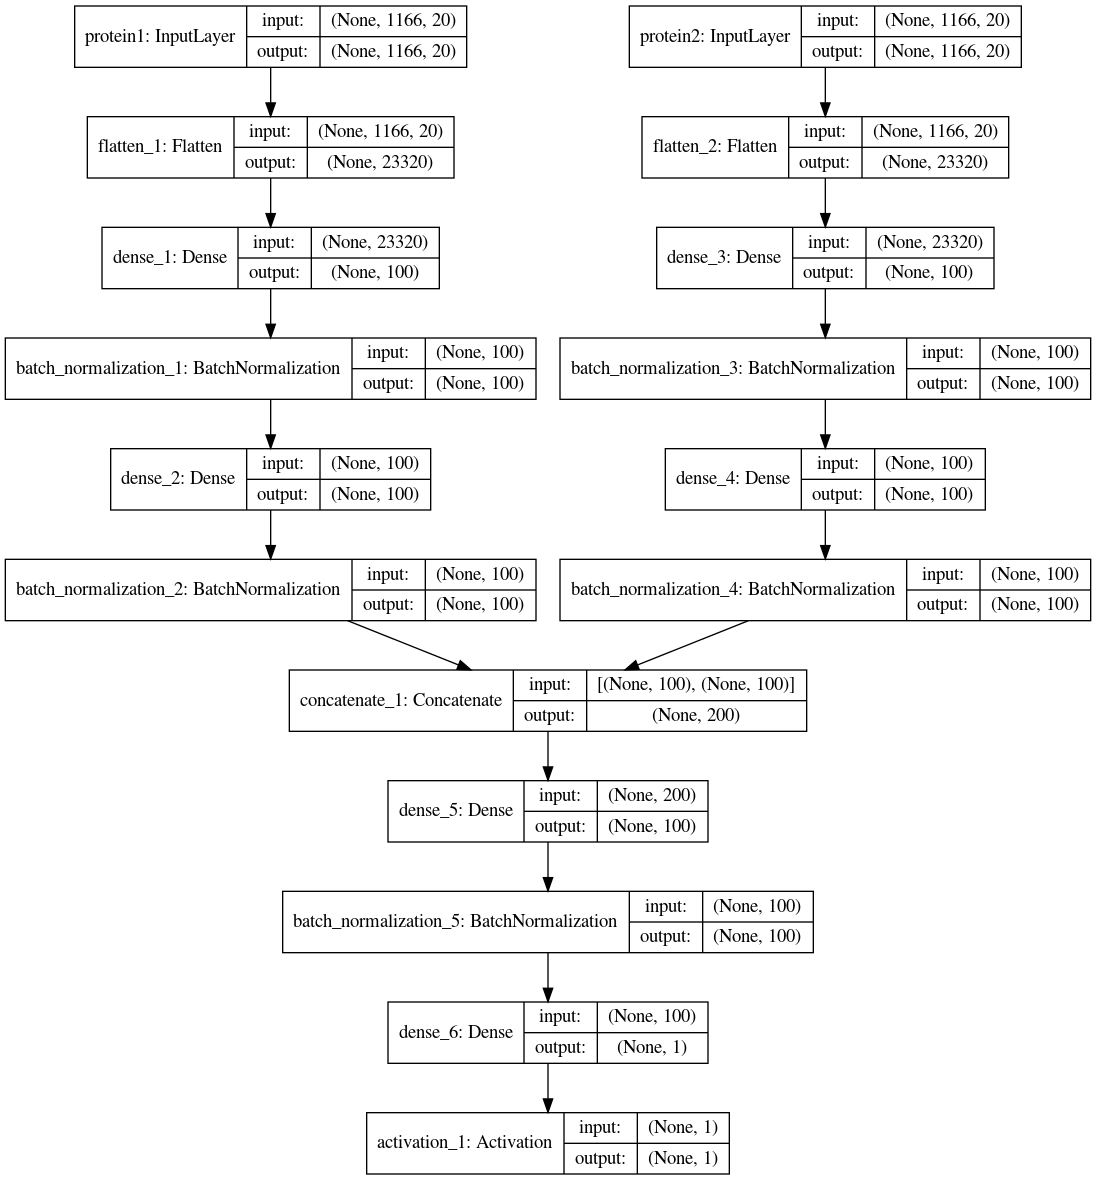 protein1: InputLayer
input: (None, 1166, 20)
output: (None, 1166, 20)
protein2: InputLayer
input: (None, 1166, 20)
output: (None, 1166, 20)
flatten_1: Flatten
input: (None, 1166, 20)
output: (None, 23320)
flatten_2: Flatten
input: (None, 1166, 20)
output: (None, 23320)
dense_1: Dense
input: (None, 23320)
output: (None, 100)
dense_3: Dense
input: (None, 23320)
output: (None, 100)
batch_normalization_1: BatchNormalization
input: (None, 100)
output: (None, 100)
batch_normalization_3: BatchNormalization
input: (None, 100)
output: (None, 100)
dense_2: Dense
input: (None, 100)
output: (None, 100)
dense_4: Dense
input: (None, 100)
output: (None, 100)
batch_normalization_2: BatchNormalization
input: (None, 100)
output: (None, 100)
batch_normalization_4: BatchNormalization
input: (None, 100)
output: (None, 100)
concatenate_1: Concatenate
input: [(None, 100), (None, 100)]
output: (None, 200)
dense_5: Dense
input: (None, 200)
output: (None, 100)
batch_normalization_5: BatchNormalization
input: (None, 100)
output: (None, 100)
dense_6: Dense
input: (None, 100)
output: (None, 1)
activation_1: Activation
input: (None, 1)
output: (None, 1)